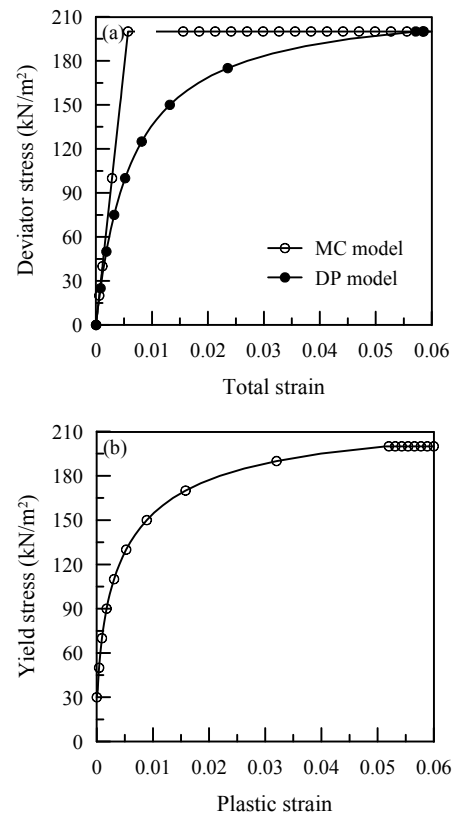 (a)
Deviator stress (kN/m²)
210
180
150
120
90
60
30
0
MC model
DP model
0 0.01 0.02 0.03 0.04 0.05 0.06
Total strain
(b)
Yield stress (kN/m²)
210
180
150
120
90
60
30
0
0 0.01 0.02 0.03 0.04 0.05 0.06
Plastic strain